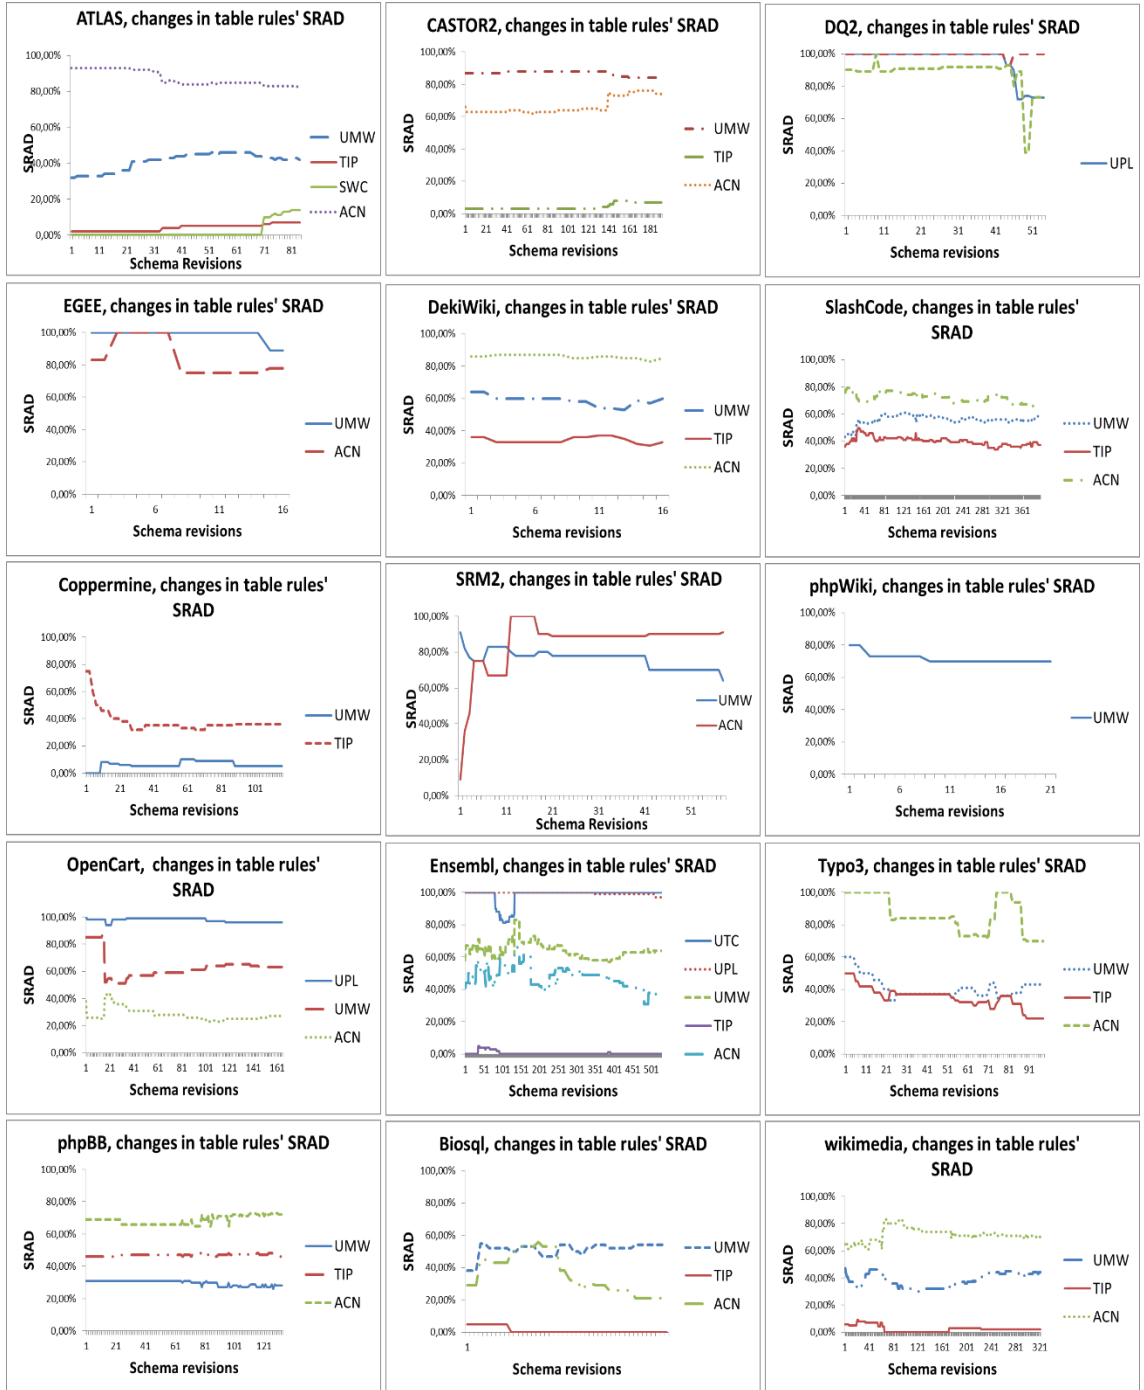 ATLAS, changes in table rules' SRAD
100,00%
80,00%
60,00%
40,00%
20,00%
0,00%
SRAD
1 11 21 31 41 51 61 71 81
Schema Revisions
UMW
TIP
SWC
ACN
CASTOR2, changes in table rules' SRAD
100,00%
80,00%
60,00%
40,00%
20,00%
0,00%
SRAD
1 21 41 61 81 101 121 141 161 181
Schema Revisions
UMW
TIP
ACN
DQ2, changes in table rules' SRAD
100,00%
80,00%
60,00%
40,00%
20,00%
0,00%
SRAD
1 11 21 31 41 51
Schema Revisions
UPL
EGEE, changes in table rules' SRAD
100,00%
80,00%
60,00%
40,00%
20,00%
0,00%
SRAD
1 6 11 16
Schema revisions
UMW
ACN
DekiWiki, changes in table rules' SRAD
100,00%
80,00%
60,00%
40,00%
20,00%
0,00%
SRAD
1 6 11 16
Schema revisions
UMW
TIP
ACN
SlashCode, changes in table rules'
SRAD
100,00%
80,00%
60,00%
40,00%
20,00%
0,00%
SRAD
1 41 81 121 161 201 241 281 321 361
Schema revisions
UMW
TIP
ACN
Coppermine, changes in table rules'
SRAD
100,00%
80,00%
60,00%
40,00%
20,00%
0,00%
SRAD
1 21 41 61 81 101
Schema revisions
UMW
TIP
SRM2, changes in table rules' SRAD
100,00%
80,00%
60,00%
40,00%
20,00%
0,00%
SRAD
1 11 21 31 41 51
Schema Revisions
UMW
ACN
phpWiki, changes in table rules' SRAD
100,00%
80,00%
60,00%
40,00%
20,00%
0,00%
SRAD
1 6 11 16 21
Schema revisions
UMW
OpenCart, changes in table rules'
SRAD
100,00%
80,00%
60,00%
40,00%
20,00%
0,00%
SRAD
1 21 41 61 81 101 121 141 161
Schema revisions
UPL
UMW
ACN
Ensembl, changes in table rules' SRAD
100,00%
80,00%
60,00%
40,00%
20,00%
0,00%
SRAD
1 51 101 151 201 251 301 351 401 451 501
Schema revisions
UTC
UPL
UMW
TIP
ACN
Typo3, changes in table rules' SRAD
100,00%
80,00%
60,00%
40,00%
20,00%
0,00%
SRAD
1 11 21 31 41 51 61 71 81 91
Schema revisions
UMW
TIP
ACN
phpBB, changes in table rules' SRAD
100,00%
80,00%
60,00%
40,00%
20,00%
0,00%
SRAD
1 21 41 61 81 101 121
Schema revisions
UMW
TIP
ACN
Biosql, changes in table rules' SRAD
100,00%
80,00%
60,00%
40,00%
20,00%
0,00%
SRAD
1
Schema revisions
UMW
TIP
ACN
wikimedia, changes in table rules'
SRAD
100,00%
80,00%
60,00%
40,00%
20,00%
0,00%
SRAD
1 41 81 121 161 201 241 281 321
Schema revisions
UMW
TIP
ACN